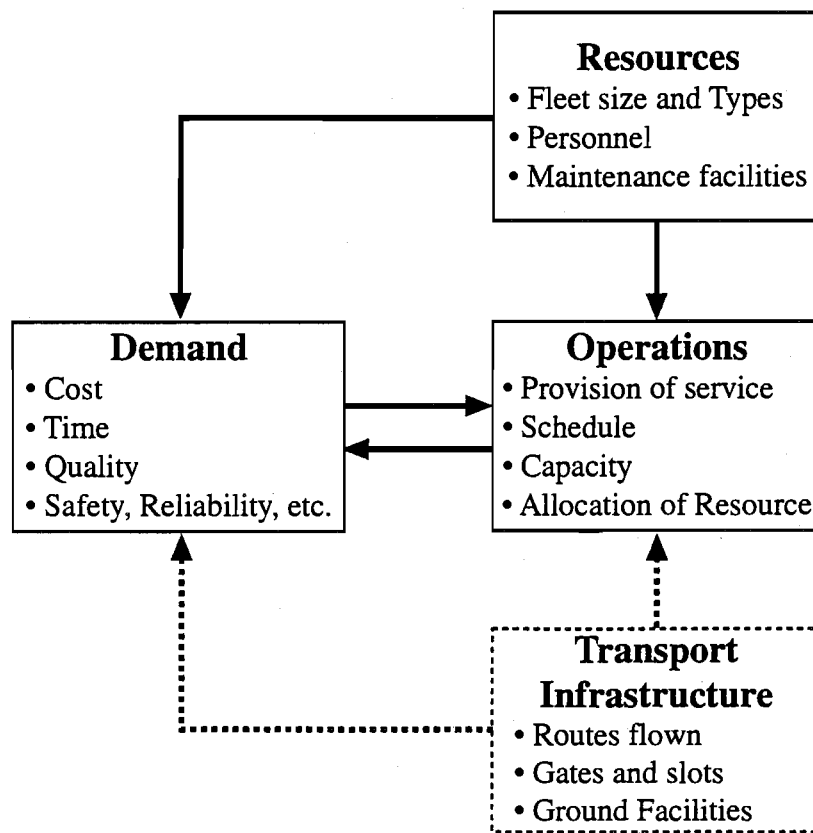 Resources
• Fleet size and Types
• Personnel
• Maintenance facilities
Demand
• Cost
• Time
• Quality
• Safety, Reliability, etc.
Operations
• Provision of service
• Schedule
• Capacity
• Allocation of Resource
Transport
Infrastructure
• Routes flown
• Gates and slots
• Ground Facilities